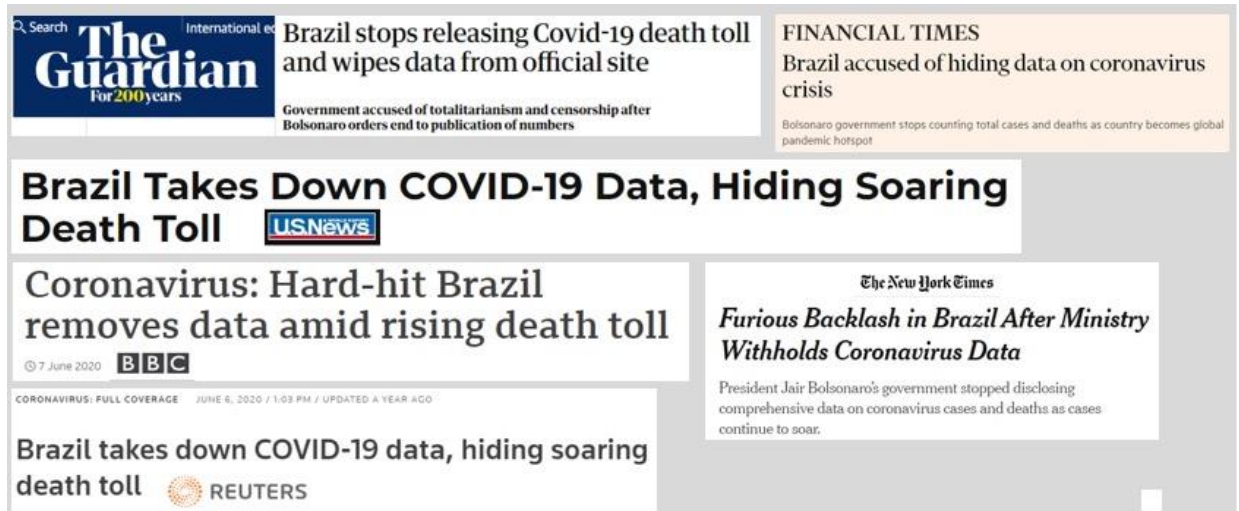 Search
International ed
The
Guardian
For 200 years
Brazil stops releasing Covid-19 death toll
and wipes data from official site
Government accused of totalitarianism and censorship after
Bolsonaro orders end to publication of numbers
FINANCIAL TIMES
Brazil accused of hiding data on coronavirus
crisis
Bolsonaro government stops counting total cases and deaths as country becomes global
pandemic hotspot
Brazil Takes Down COVID-19 Data, Hiding Soaring
Death Toll U.S.News
Coronavirus: Hard-hit Brazil
removes data amid rising death toll
7 June 2020 BBC
The New York Times
Furious Backlash in Brazil After Ministry
Withholds Coronavirus Data
President Jair Bolsonaro's government stopped disclosing
comprehensive data on coronavirus cases and deaths as cases
continue to soar.
CORONAVIRUS: FULL COVERAGE JUNE 6, 2020 / 1:03 PM / UPDATED A YEAR AGO
Brazil takes down COVID-19 data, hiding soaring
death toll REUTERS